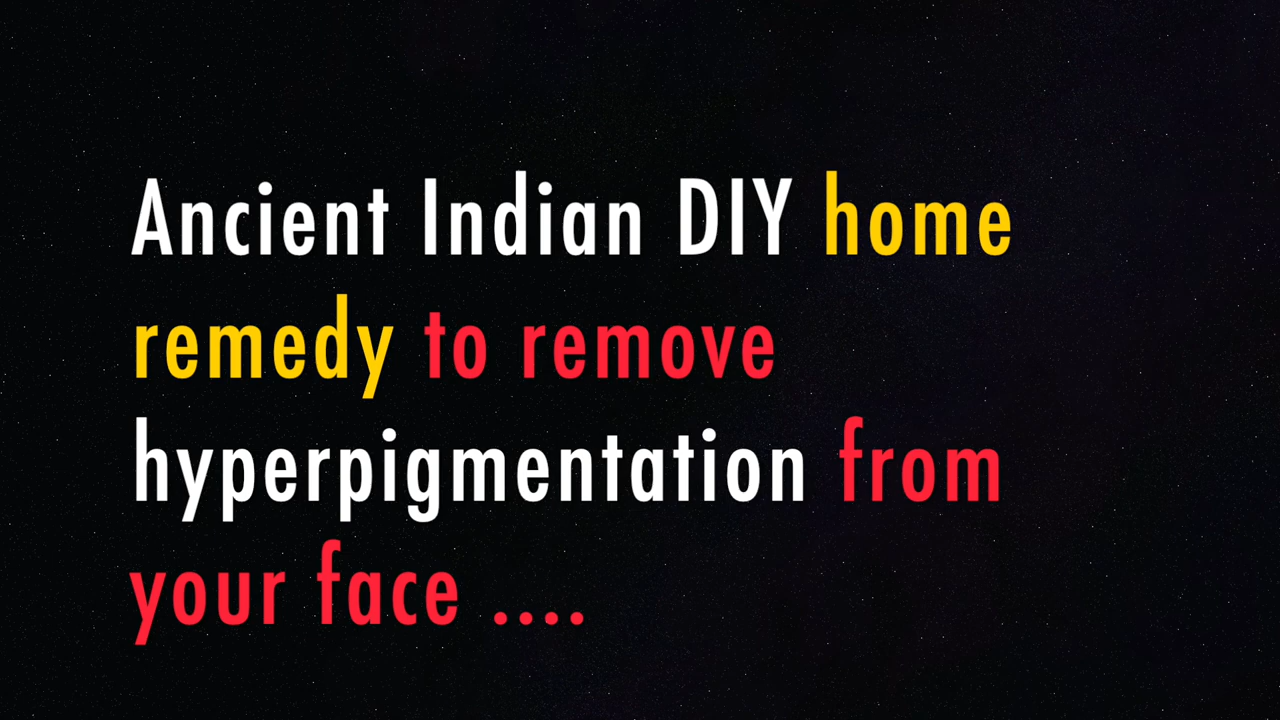 Ancient Indian DIY home
remedy to remove
hyperpigmentation from
your face ....